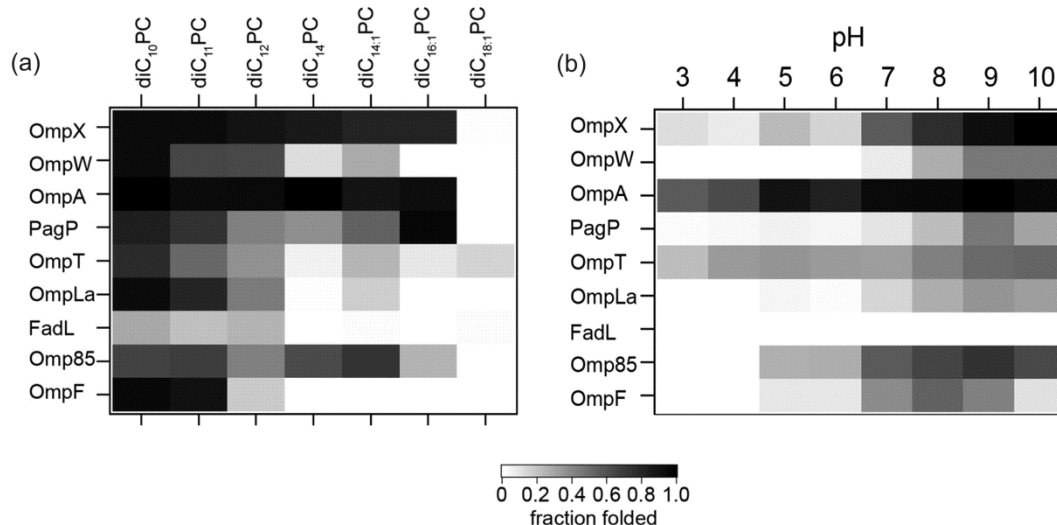 (a)
diC10PC
diC11PC
diC12PC
diC14PC
diC14:1PC
diC16:1PC
diC18:1PC
OmpX
OmpW
OmpA
PagP
OmpT
OmpLa
FadL
Omp85
OmpF
(b)
pH
3 4 5 6 7 8 9 10
OmpX
OmpW
OmpA
PagP
OmpT
OmpLa
FadL
Omp85
OmpF
0 0.2 0.4 0.6 0.8 1.0
fraction folded